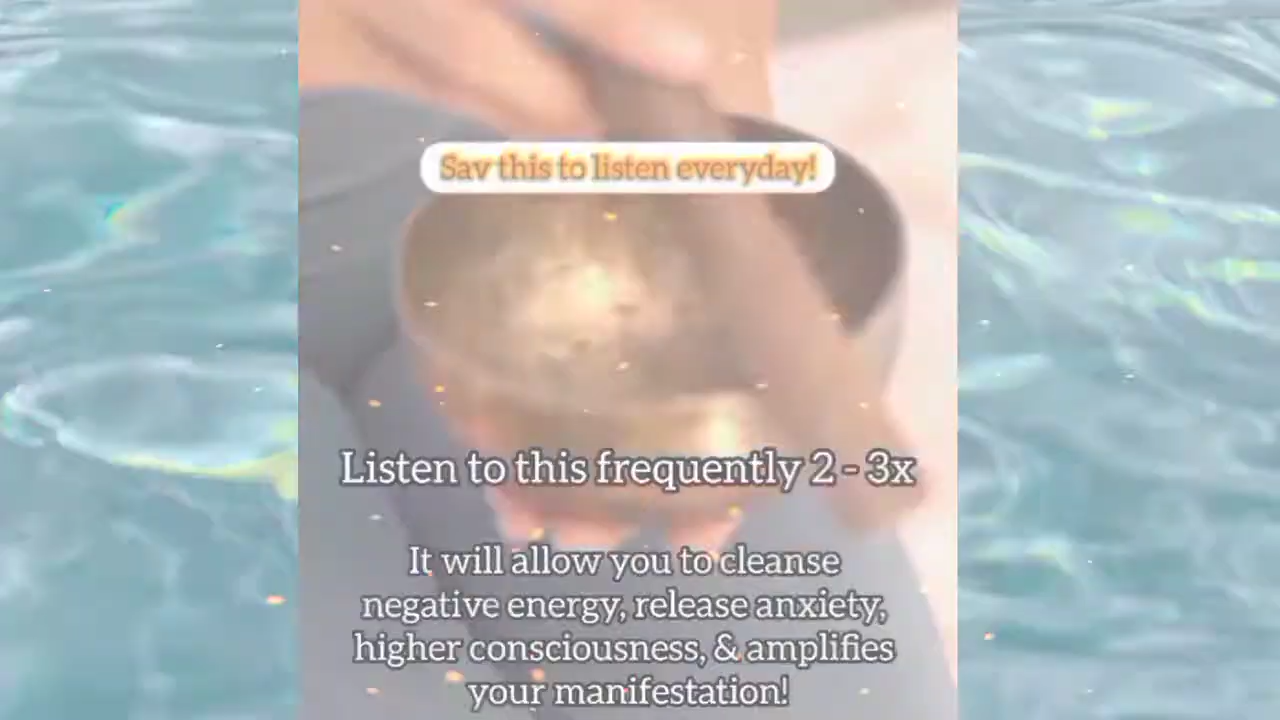 Sav this to listen everyday!
Listen to this frequently 2 - 3x
It will allow you to cleanse
negative energy, release anxiety,
higher consciousness, & amplifies
your manifestation!